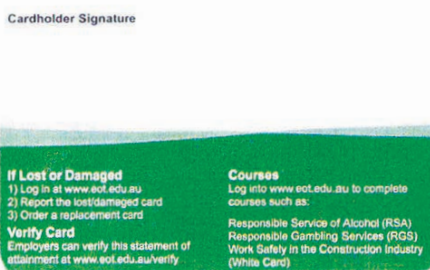 Cardholder Signature
If Lost or Damaged
1) Log in at www.eot.edu.au
2) Report the lost/damaged card
3) Order a replacement card
Verify Card
Employers can verify this statement of
attainment at www.eot.edu.au/verify
Courses
Log into www.eot.edu.au to complete
courses such as:
Responsible Service of Alcohol (RSA)
Responsible Gambling Services (RGS)
Work Safely in the Construction Industry
(White Card)